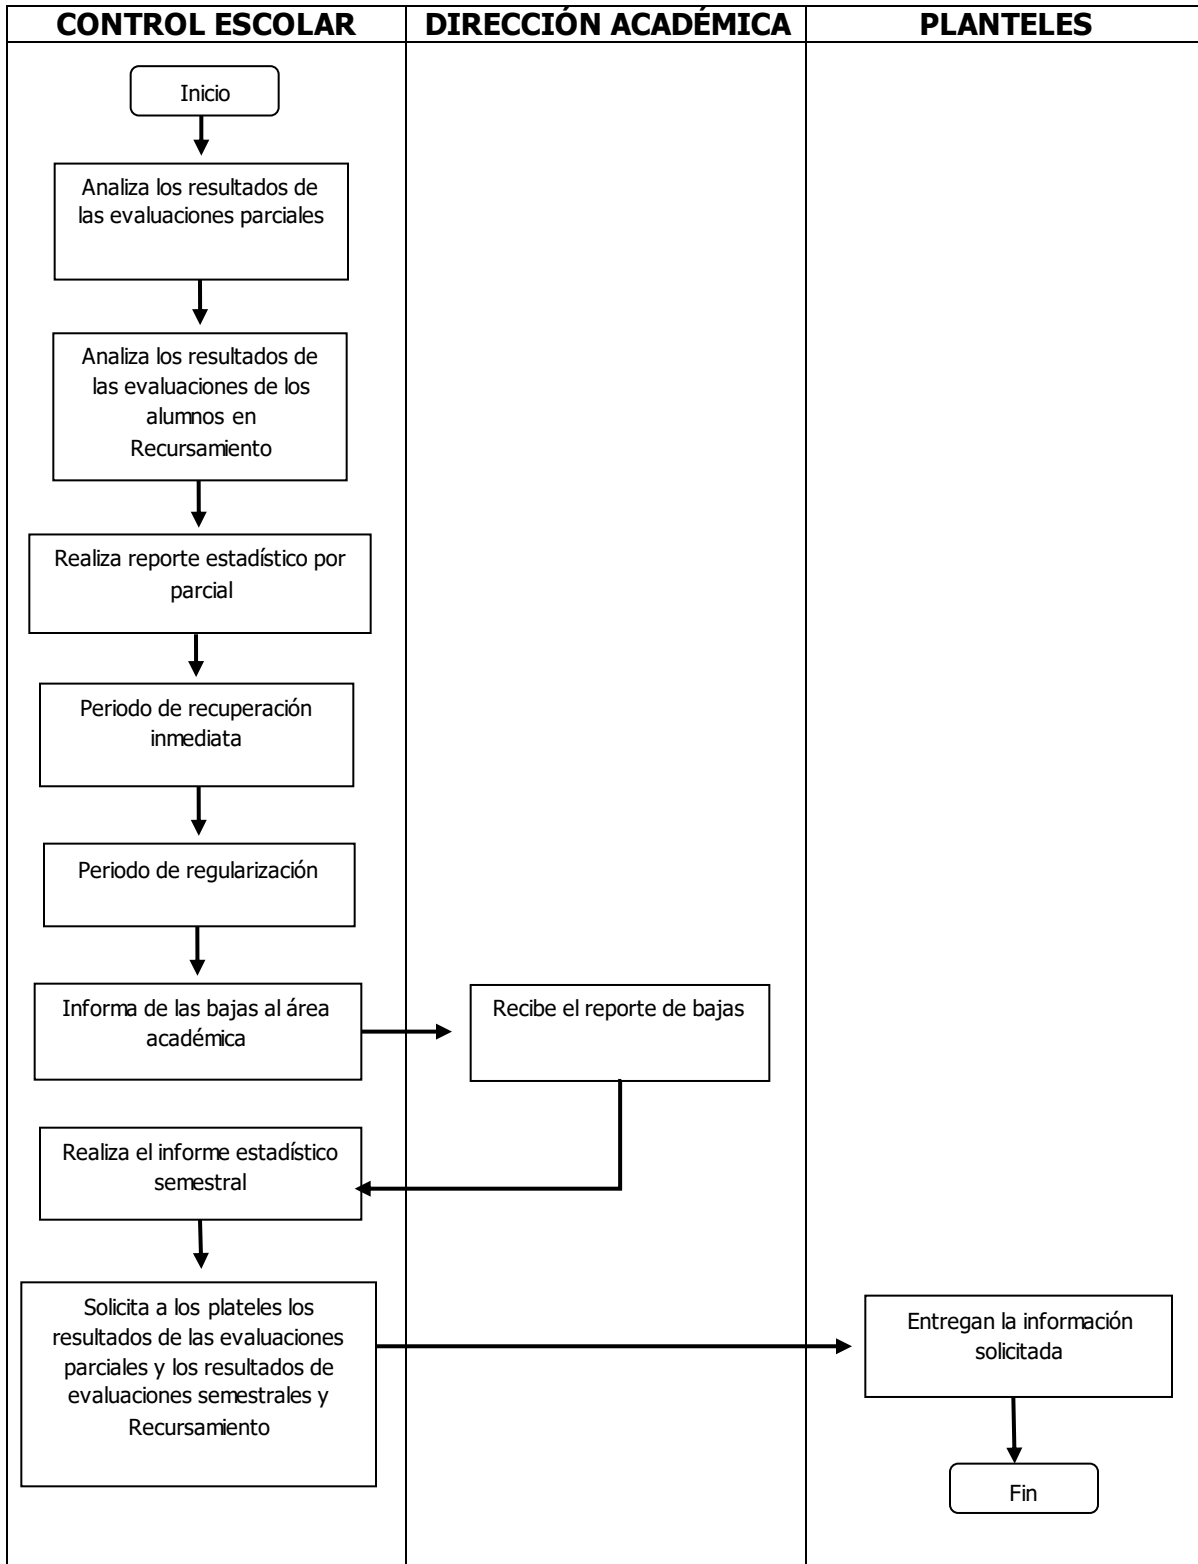 CONTROL ESCOLAR
DIRECCIÓN ACADÉMICA
PLANTELES
Inicio
Analiza los resultados de
las evaluaciones parciales
Analiza los resultados de
las evaluaciones de los
alumnos en
Recursamiento
Realiza reporte estadístico por
parcial
Periodo de recuperación
inmediata
Periodo de regularización
Informa de las bajas al área
académica
Recibe el reporte de bajas
Realiza el informe estadístico
semestral
Solicita a los plateles los
resultados de las evaluaciones
parciales y los resultados de
evaluaciones semestrales y
Recursamiento
Entregan la información
solicitada
Fin